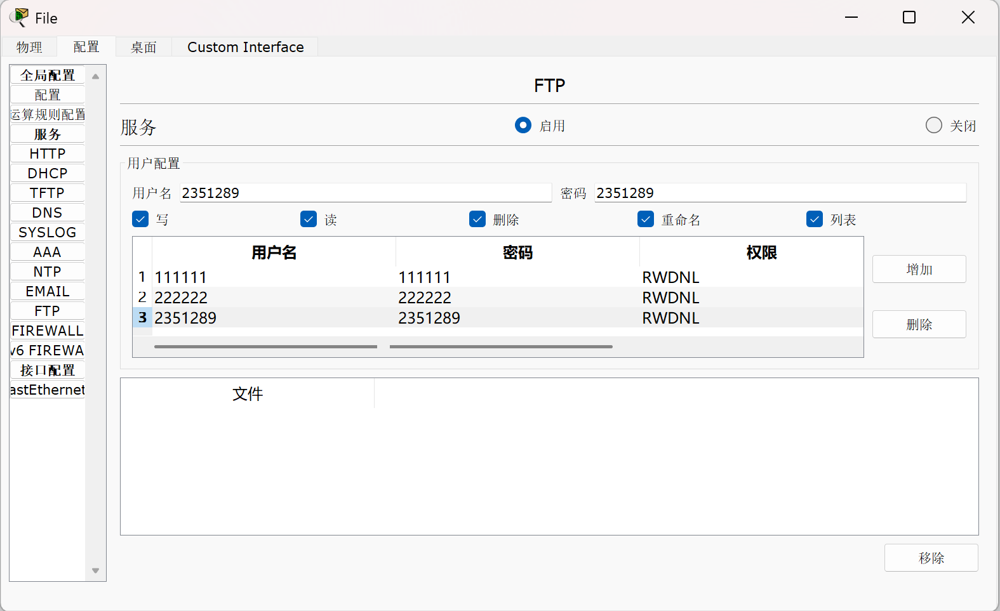 File
物理 配置 桌面 Custom Interface
全局配置
配置
运算规则配置
服务
HTTP
DHCP
TFTP
DNS
SYSLOG
AAA
NTP
EMAIL
FTP
FIREWALL
v6 FIREWA
接口配置
astEthernet
FTP
服务 启用 关闭
用户配置
用户名 2351289 密码 2351289
写 读 删除 重命名 列表
用户名 密码 权限
1 111111 111111 RWDNL
2 222222 222222 RWDNL
3 2351289 2351289 RWDNL
增加
删除
文件
移除